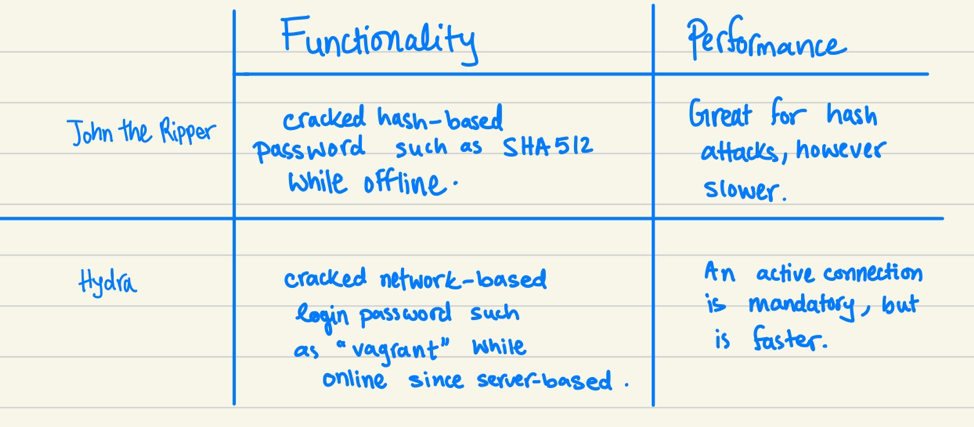 Functionality
Performance
John the Ripper
cracked hash-based
password such as SHA 512
while offline.
Great for hash
attacks, however
slower.
Hydra
cracked network-based
login password such
as "vagrant" while
online since server-based.
An active connection
is mandatory, but
is faster.